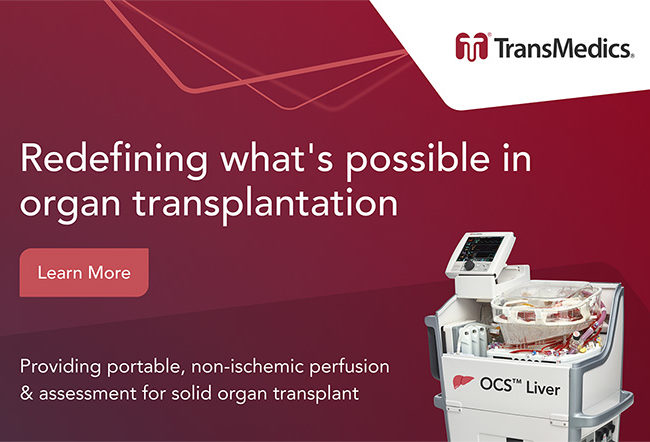 TransMedics®
Redefining what's possible in
organ transplantation
Learn More
Providing portable, non-ischemic perfusion
& assessment for solid organ transplant
OCS™ Liver